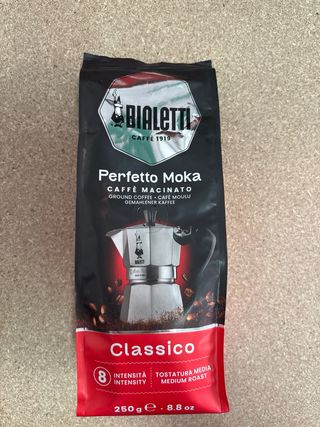 BIALETTI
CAFFÈ 1919
Perfetto Moka
CAFFÈ MACINATO
GROUND COFFEE • CAFÉ MOULU
GEMAHLENER KAFFEE
BIALETTI
Classico
8 INTENSITÀ INTENSITY
TOSTATURA MEDIA
MEDIUM ROAST
250 g ℮ • 8.8 oz